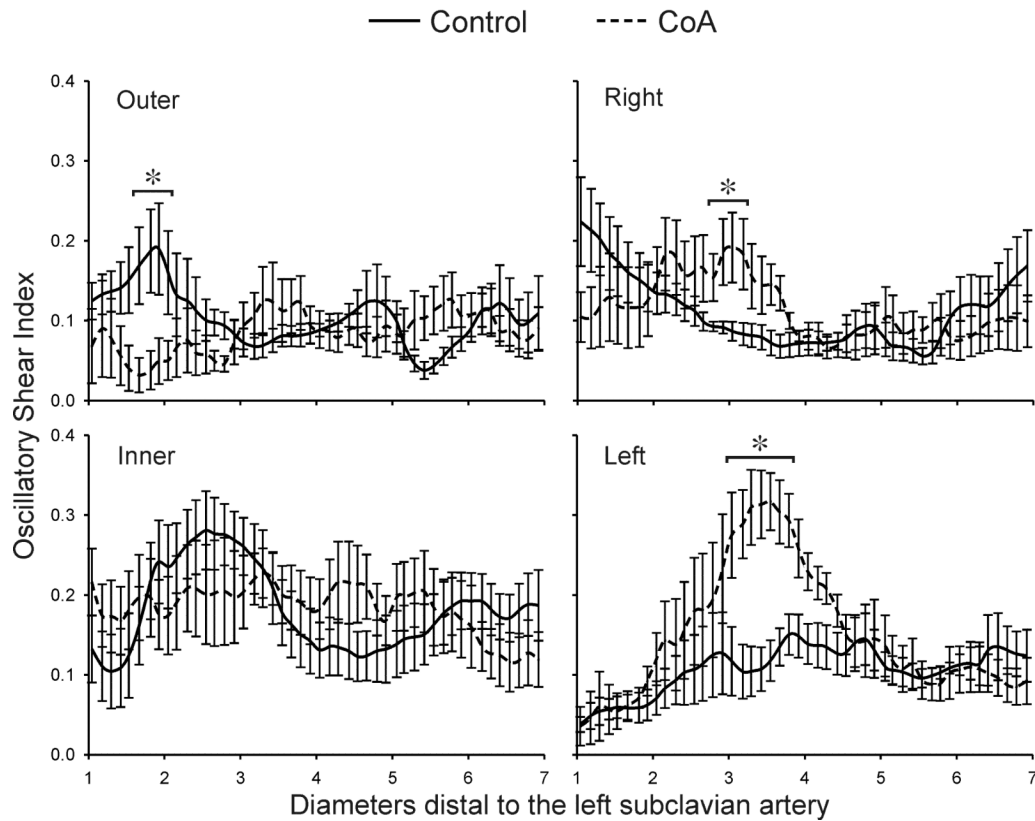 Control CoA
Oscillatory Shear Index
Outer
*
0.4
0.3
0.2
0.1
0.0
Right
*
Inner
0.4
0.3
0.2
0.1
0.0
1 2 3 4 5 6 7
Left
*
1 2 3 4 5 6 7
Diameters distal to the left subclavian artery